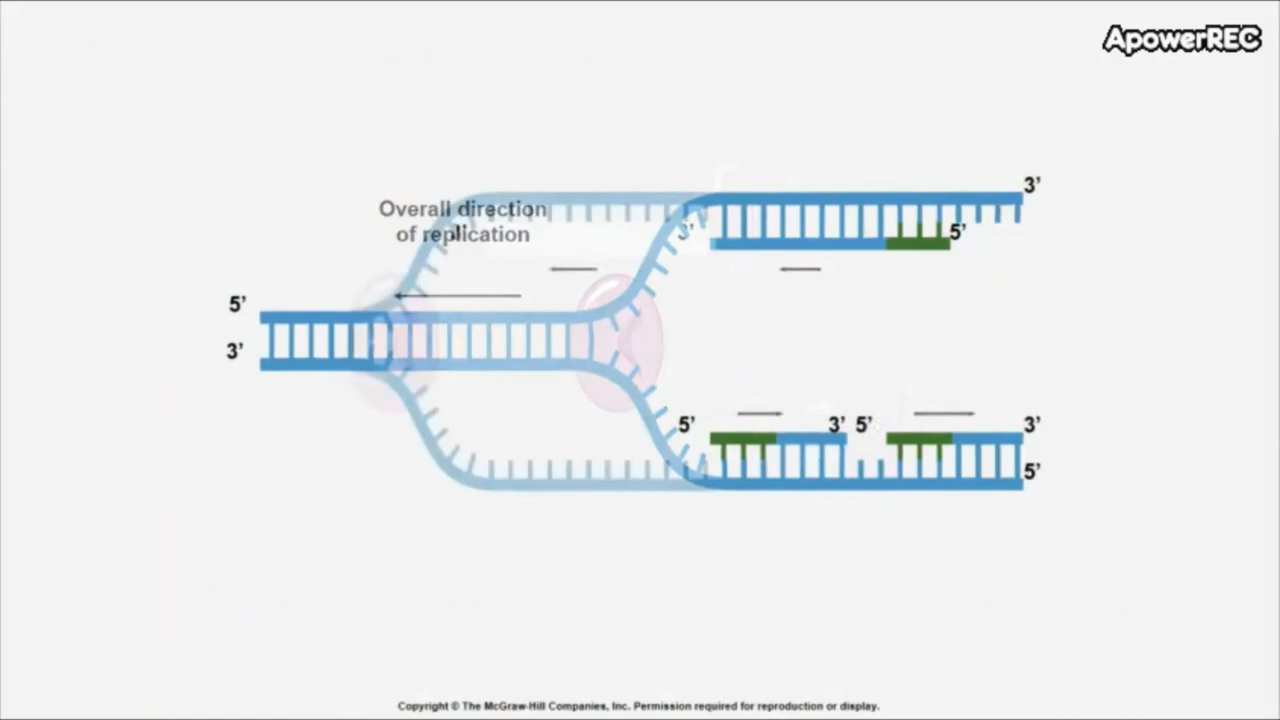 ApowerREC
3’
Overall direction
of replication
3’
5’
5’
3’
5’
3’
5’
3’
5’
Copyright © The McGraw-Hill Companies, Inc. Permission required for reproduction or display.